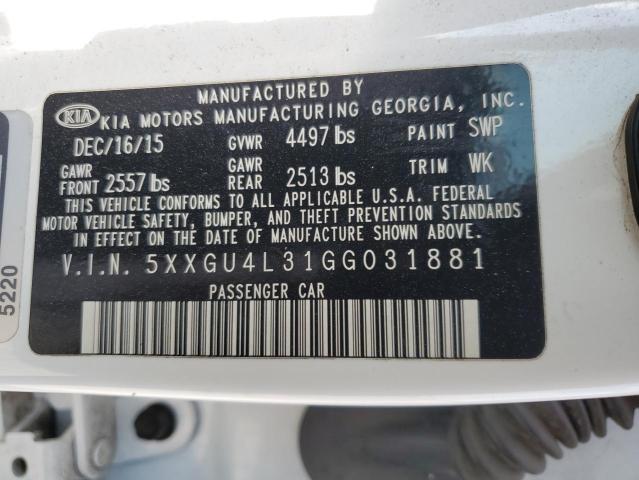 MANUFACTURED BY
KIA KIA MOTORS MANUFACTURING GEORGIA, INC.
DEC/16/15 GVWR 4497 lbs PAINT SWP
GAWR FRONT 2557 lbs GAWR REAR 2513 lbs TRIM WK
THIS VEHICLE CONFORMS TO ALL APPLICABLE U.S.A. FEDERAL
MOTOR VEHICLE SAFETY, BUMPER, AND THEFT PREVENTION STANDARDS
IN EFFECT ON THE DATE OF MANUFACTURE SHOWN ABOVE.
V.I.N. 5XXGU4L31GG031881
PASSENGER CAR
5220